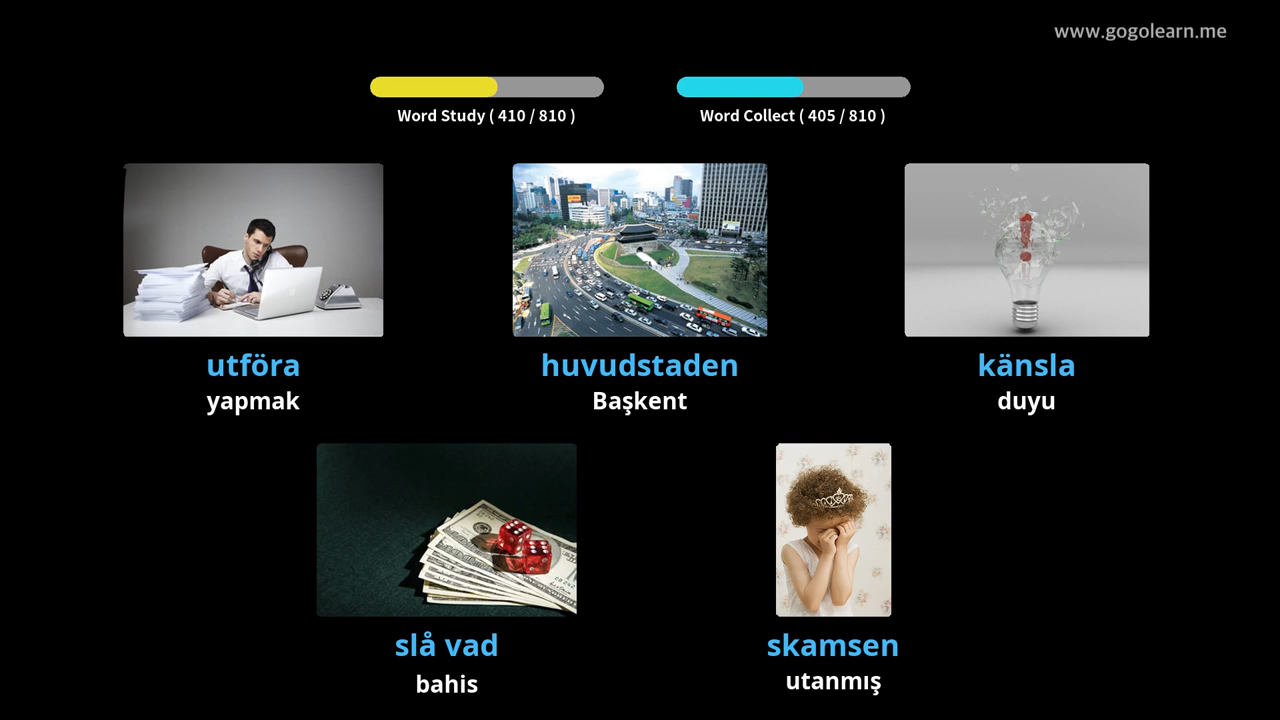 www.gogolearn.me
Word Study ( 410 / 810 )
Word Collect ( 405 / 810 )
utföra
yapmak
huvudstaden
Başkent
känsla
duyu
slå vad
bahis
skamsen
utanmış